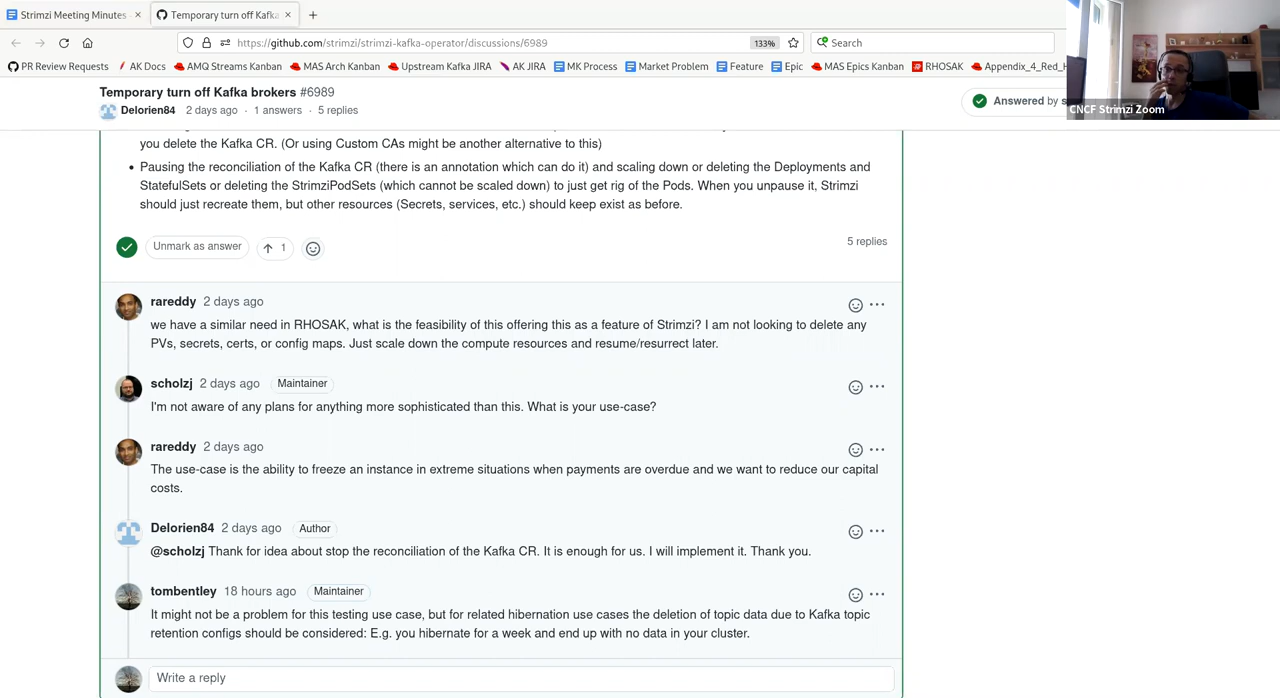 Strimzi Meeting Minutes
Temporary turn off Kafka
https://github.com/strimzi/strimzi-kafka-operator/discussions/6989
133%
Search
PR Review Requests
AK Docs
AMQ Streams Kanban
MAS Arch Kanban
Upstream Kafka JIRA
AK JIRA
MK Process
Market Problem
Feature
Epic
MAS Epics Kanban
RHOSAK
Appendix_4_Red_H
CNCF Strimzi Zoom
Temporary turn off Kafka brokers #6989
Delorien84 2 days ago · 1 answers · 5 replies
Answered by s
you delete the Kafka CR. (Or using Custom CAs might be another alternative to this)
• Pausing the reconciliation of the Kafka CR (there is an annotation which can do it) and scaling down or deleting the Deployments and
StatefulSets or deleting the StrimziPodSets (which cannot be scaled down) to just get rig of the Pods. When you unpause it, Strimzi
should just recreate them, but other resources (Secrets, services, etc.) should keep exist as before.
Unmark as answer
1
5 replies
rareddy 2 days ago
we have a similar need in RHOSAK, what is the feasibility of this offering this as a feature of Strimzi? I am not looking to delete any
PVs, secrets, certs, or config maps. Just scale down the compute resources and resume/resurrect later.
scholzj 2 days ago Maintainer
I'm not aware of any plans for anything more sophisticated than this. What is your use-case?
rareddy 2 days ago
The use-case is the ability to freeze an instance in extreme situations when payments are overdue and we want to reduce our capital
costs.
Delorien84 2 days ago Author
@scholzj Thank for idea about stop the reconciliation of the Kafka CR. It is enough for us. I will implement it. Thank you.
tombentley 18 hours ago Maintainer
It might not be a problem for this testing use case, but for related hibernation use cases the deletion of topic data due to Kafka topic
retention configs should be considered: E.g. you hibernate for a week and end up with no data in your cluster.
Write a reply